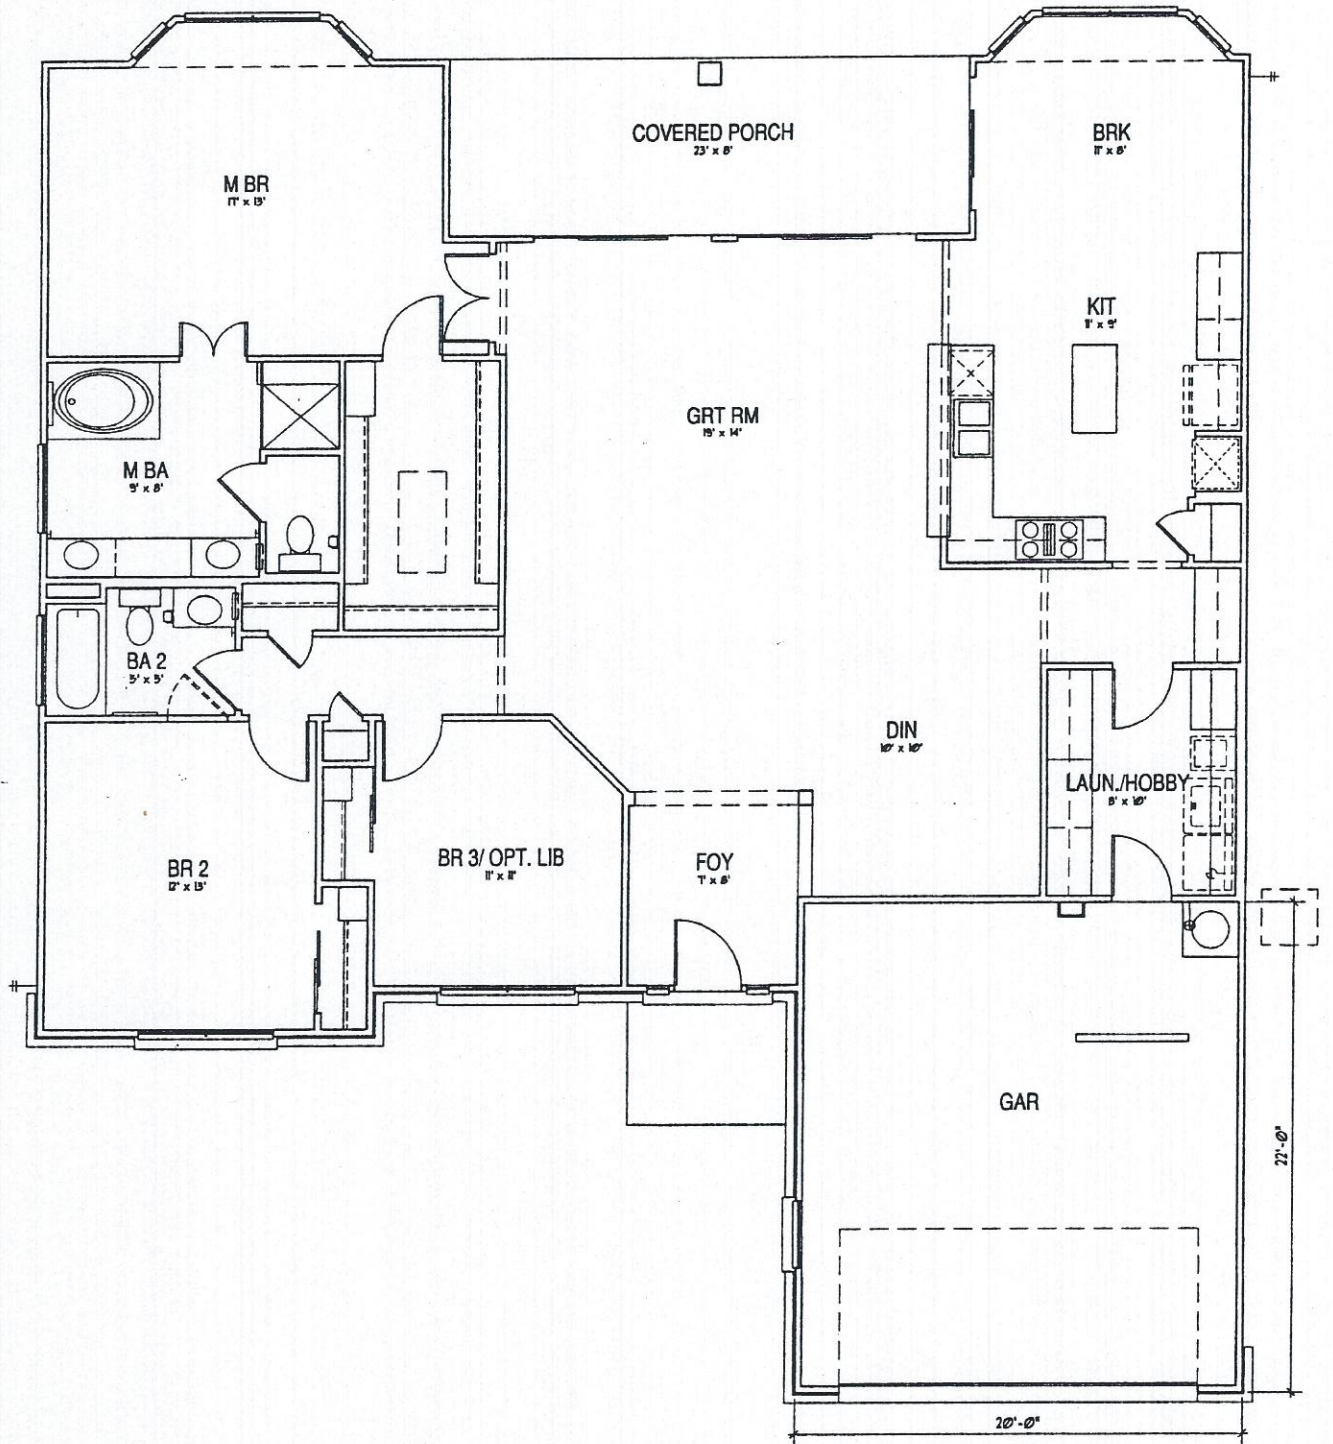 COVERED PORCH
23' x 8'
BRK
11' x 8'
M BR
17' x 13'
KIT
11' x 9'
GRT RM
19' x 14'
M BA
9' x 8'
BA 2
5' x 5'
DIN
10' x 10'
LAUN./HOBBY
8' x 10'
BR 2
12' x 13'
BR 3/ OPT. LIB
11' x 11'
FOY
7' x 8'
GAR
22'-0"
20'-0"